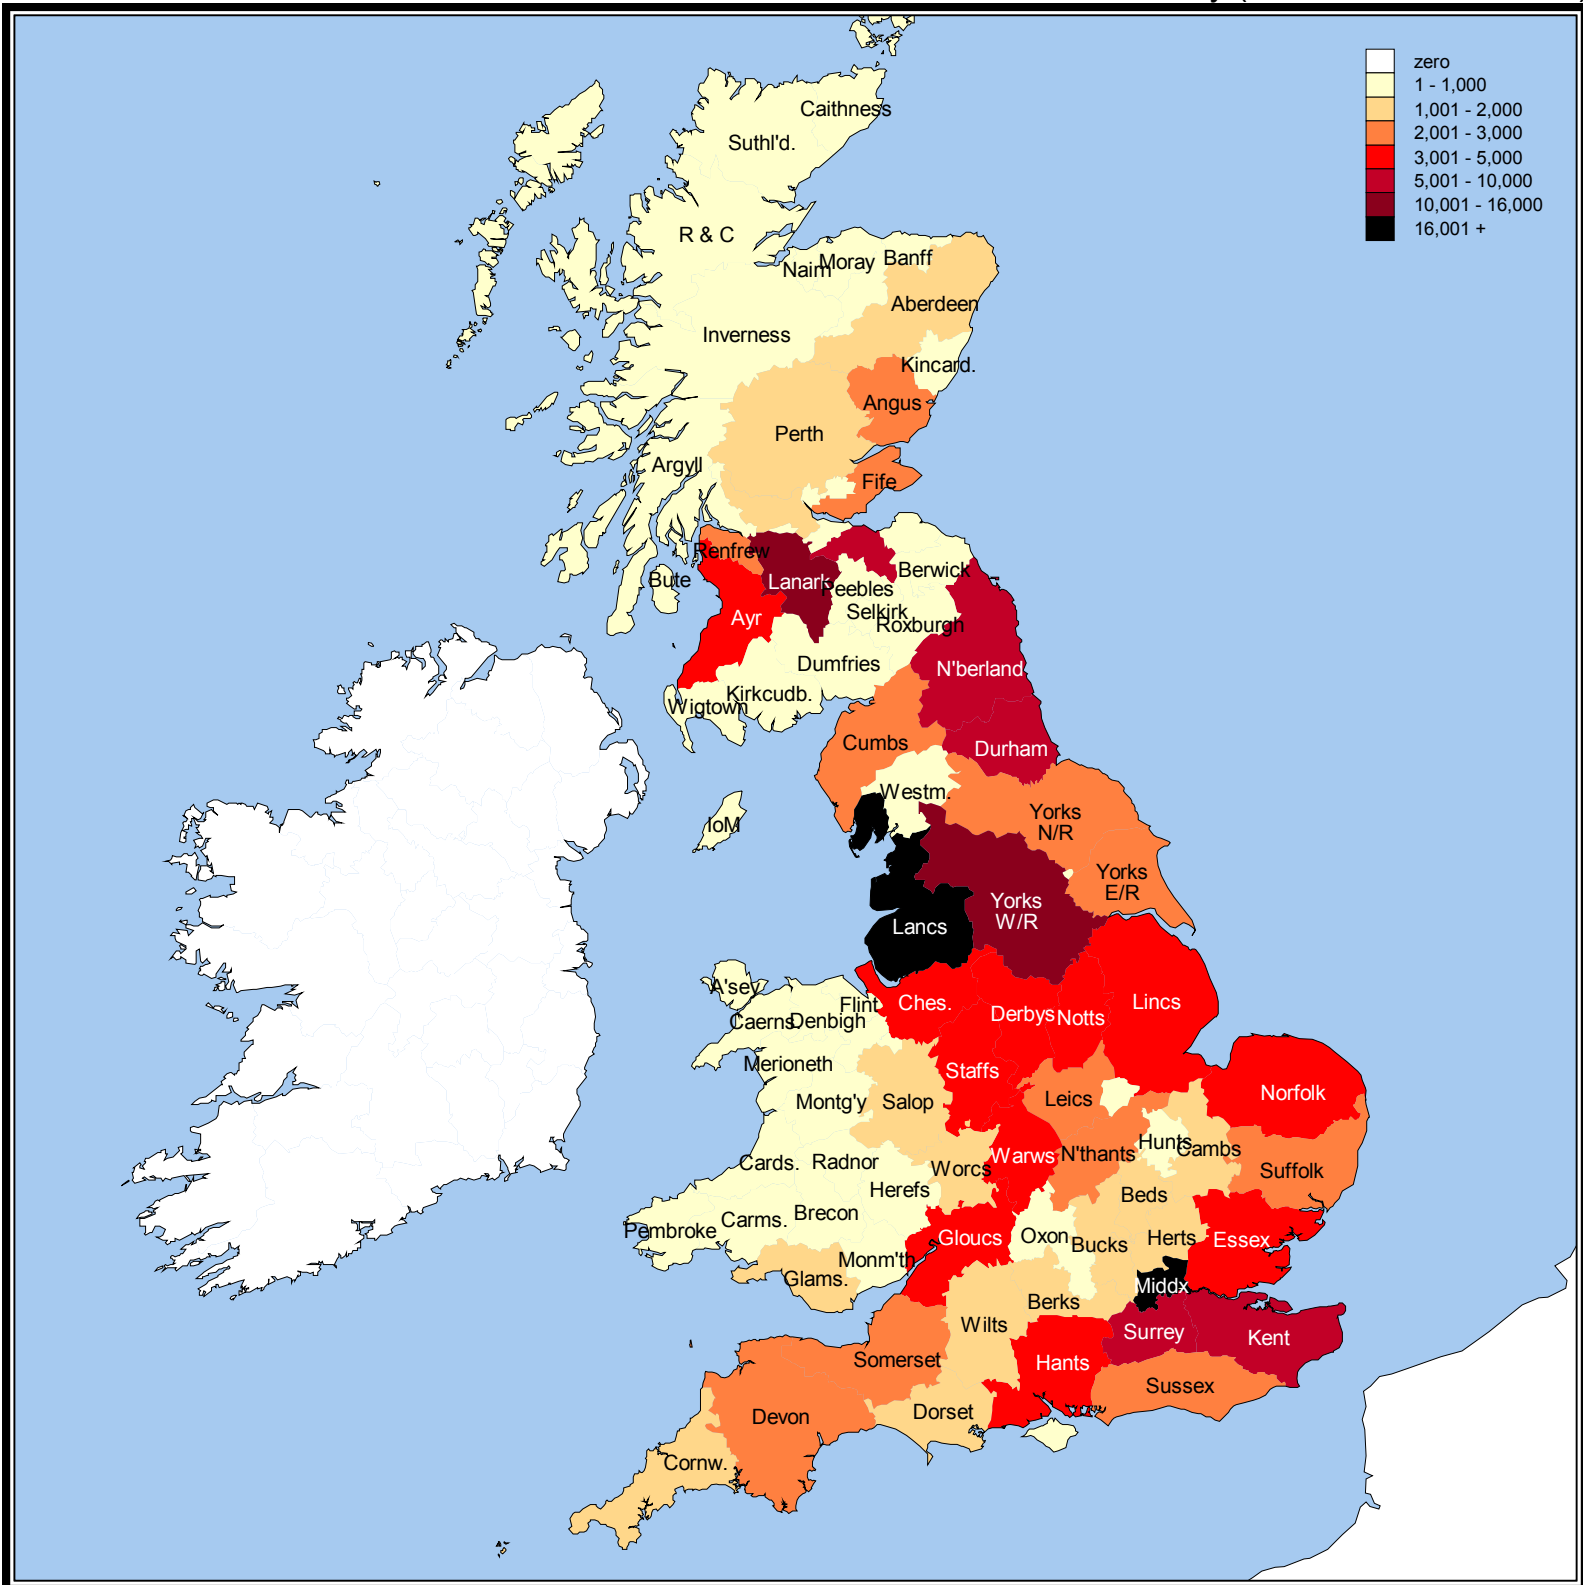 zero
1 - 1,000
1,001 - 2,000
2,001 - 3,000
3,001 - 5,000
5,001 - 10,000
10,001 - 16,000
16,001 +
Caithness
Suthl'd.
R & C
Nairn
Moray
Banff
Aberdeen
Inverness
Kincard.
Angus
Perth
Argyll
Fife
Renfrew
Bute
Lanark
Peebles
Berwick
Selkirk
Roxburgh
Ayr
Dumfries
N'berland
Kirkcudb.
Wigtown
Cumbs
Durham
Westm.
IoM
Yorks
N/R
Yorks
E/R
Yorks
W/R
Lancs
A'sey
Flint
Ches.
Derbys
Notts
Lincs
Caerns.
Denbigh
Merioneth
Staffs
Norfolk
Montg'y
Salop
Leics
Cards.
Radnor
Worcs
Warws
N'thants
Hunts
Cambs
Suffolk
Herefs
Beds
Pembroke
Carms.
Brecon
Monm'th
Gloucs
Oxon
Bucks
Herts
Essex
Glams.
Middx
Berks
Wilts
Surrey
Kent
Somerset
Hants
Sussex
Devon
Dorset
Cornw.